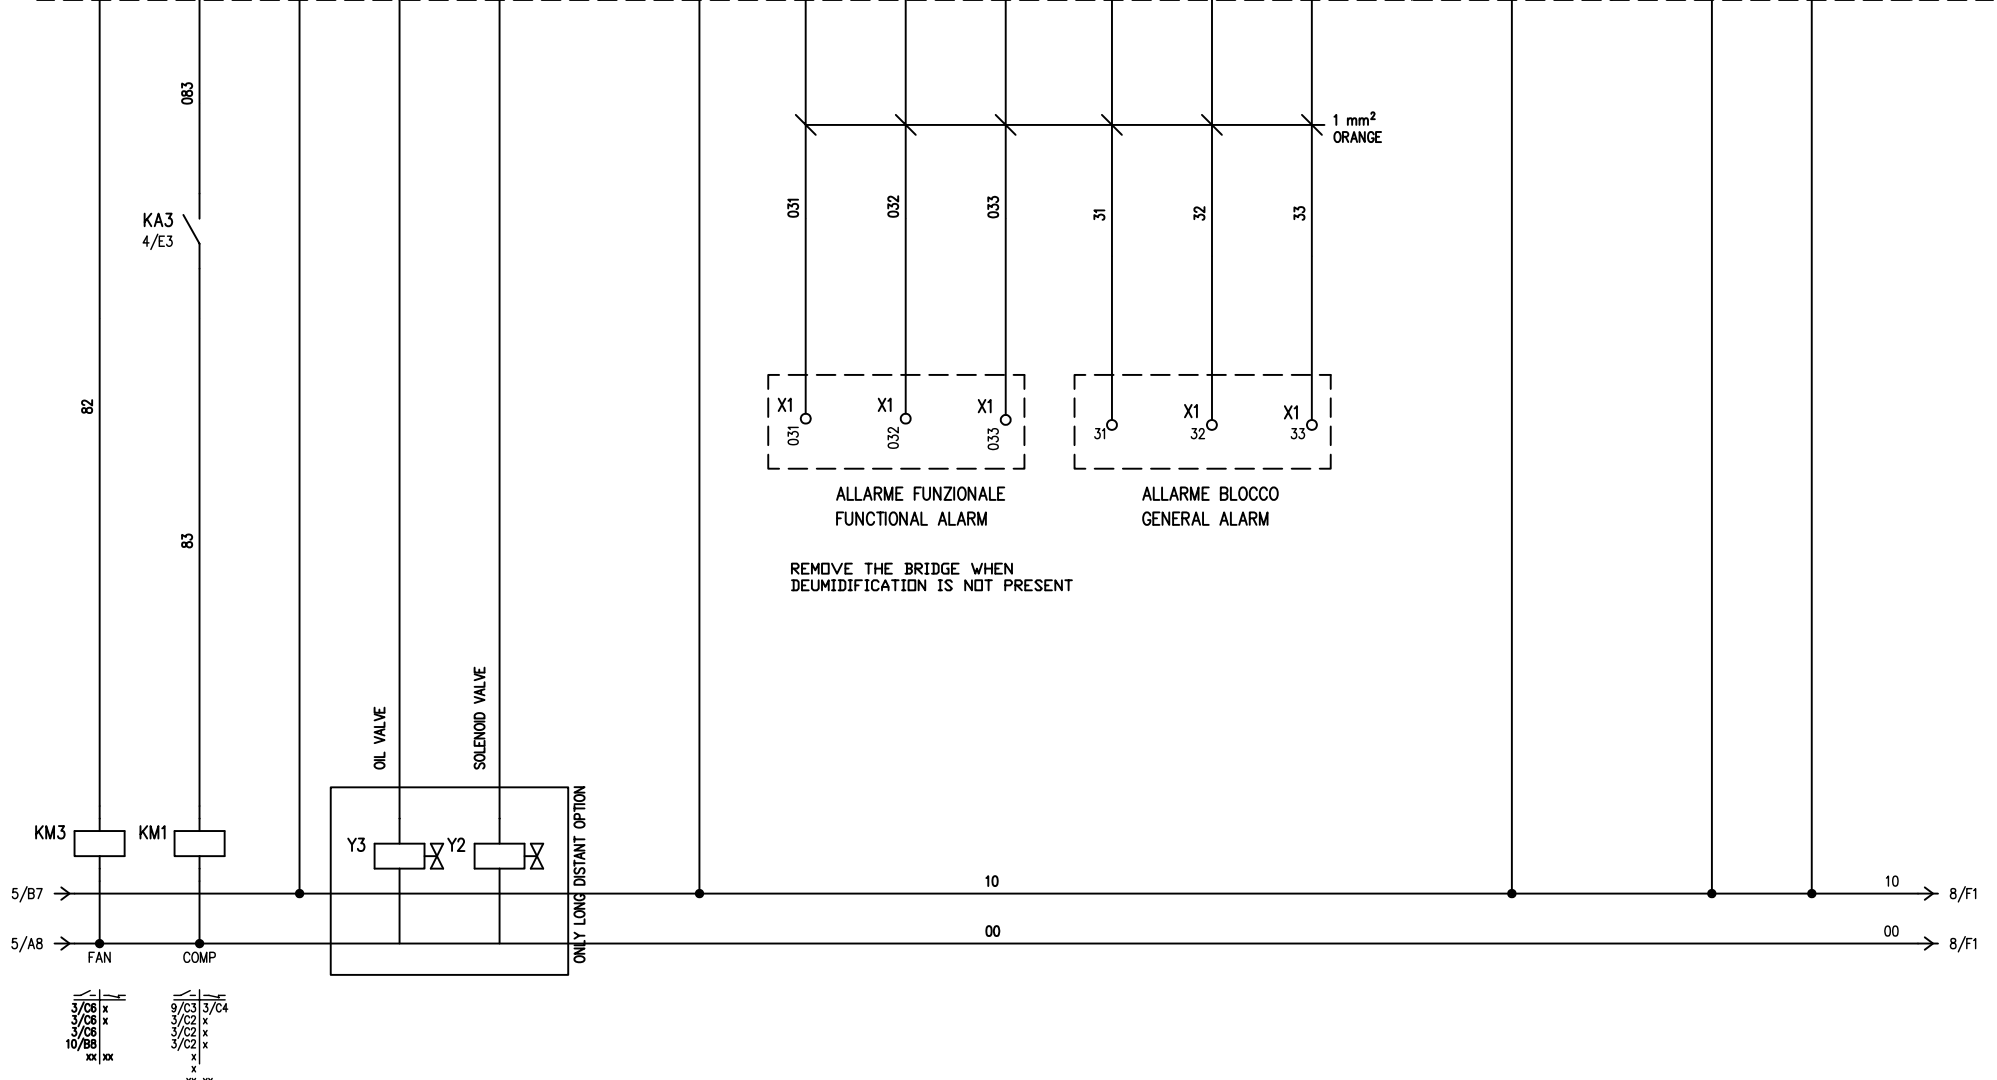 083
1 mm²
ORANGE
KA3
4/E3
031
032
033
31
32
33
82
X1
031
X1
032
X1
033
31
X1
32
X1
33
ALLARME FUNZIONALE
FUNCTIONAL ALARM
ALLARME BLOCCO
GENERAL ALARM
83
REMOVE THE BRIDGE WHEN
DEUMIDIFICATION IS NOT PRESENT
OIL VALVE
SOLENOID VALVE
ONLY LONG DISTANT OPTION
KM3
KM1
Y3
Y2
5/B7
10
10
8/F1
5/A8
00
00
8/F1
FAN
COMP
3/C6 x
3/C6 x
3/C6
10/B8
xx xx
9/C3 3/C4
3/C2 x
3/C2 x
3/C2 x
x
x
xx xx